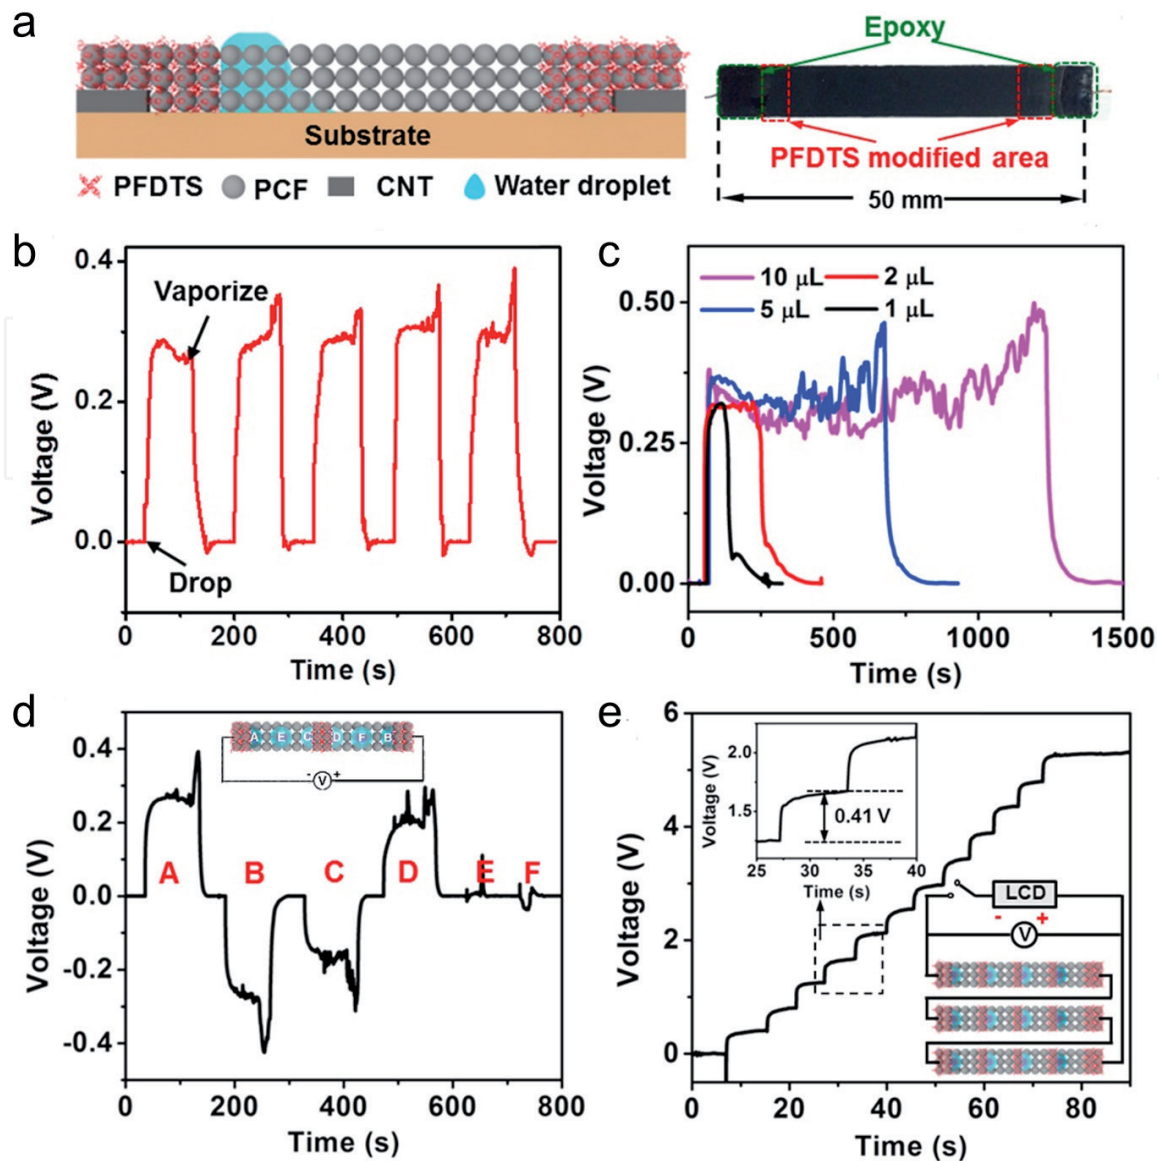 a
Epoxy
Substrate
PFDTS modified area
PFDTS PCF CNT Water droplet
50 mm
b
0.4
0.2
0.0
Voltage (V)
Vaporize
Drop
0 200 400 600 800
Time (s)
c
10 µL 2 µL
5 µL 1 µL
0.50
0.25
0.00
Voltage (V)
0 500 1000 1500
Time (s)
d
0.4
0.2
0.0
-0.2
-0.4
Voltage (V)
A E C D F B
- V +
A B C D E F
0 200 400 600 800
Time (s)
e
6
4
2
0
Voltage (V)
2.0
1.5
Voltage (V)
0.41 V
25 30 35 40
Time (s)
LCD
- +
V
0 20 40 60 80
Time (s)